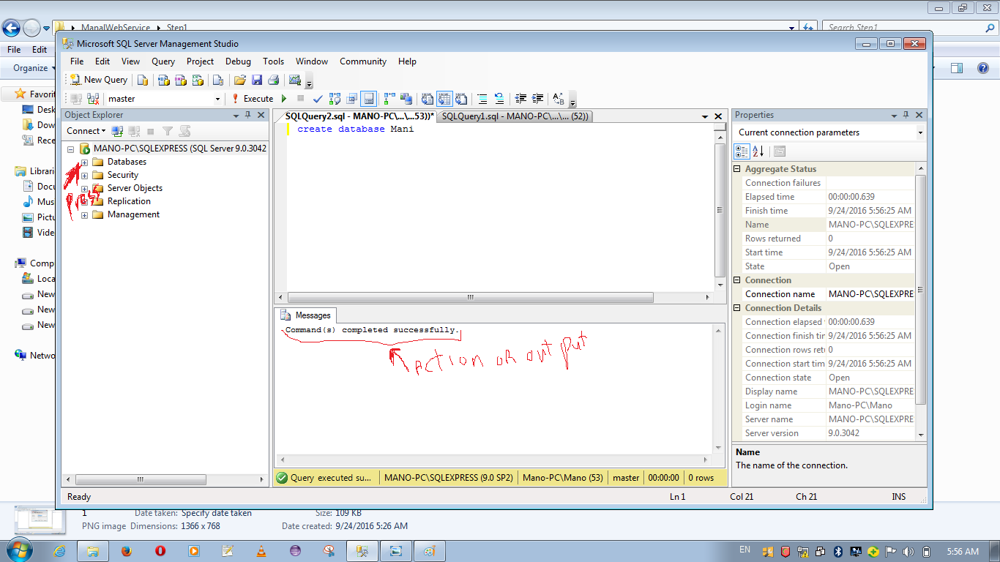 ManalWebService Step1
Search Step1
File Edit
Organize
Favori
Desk
Dow
Rece
Librari
Docu
Mus
Pictu
Vide
Comp
Loca
New
New
New
Netwo
Microsoft SQL Server Management Studio
File Edit View Query Project Debug Tools Window Community Help
New Query
master Execute
Object Explorer
Connect
MANO-PC\SQLEXPRESS (SQL Server 9.0.3042
Databases
Security
Server Objects
Replication
Management
press
SQLQuery2.sql - MANO-PC\...\...53))* SQLQuery1.sql - MANO-PC\...\... (52))
create database Mani
Messages
Command(s) completed successfully.
Action or out put
Query executed su... MANO-PC\SQLEXPRESS (9.0 SP2) Mano-PC\Mano (53) master 00:00:00 0 rows
Properties
Current connection parameters
Aggregate Status
Connection failures
Elapsed time 00:00:00.639
Finish time 9/24/2016 5:56:25 AM
Name MANO-PC\SQLEXPRE
Rows returned 0
Start time 9/24/2016 5:56:25 AM
State Open
Connection
Connection name MANO-PC\SQLEXPRE
Connection Details
Connection elapsed 00:00:00.639
Connection finish tin 9/24/2016 5:56:25 AM
Connection rows retu 0
Connection start tim 9/24/2016 5:56:25 AM
Connection state Open
Display name MANO-PC\SQLEXPRE
Login name Mano-PC\Mano
Server name MANO-PC\SQLEXPRE
Server version 9.0.3042
Name
The name of the connection.
Ready Ln 1 Col 21 Ch 21 INS
1 Date taken: Specify date taken Size: 109 KB
PNG image Dimensions: 1366 x 768 Date created: 9/24/2016 5:26 AM
EN 5:56 AM